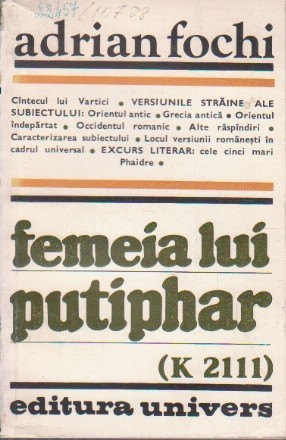 adrian fochi
Cîntecul lui Vartici • VERSIUNILE STRĂINE ALE
SUBIECTULUI: Orientul antic • Grecia antică • Orientul
îndepărtat • Occidentul romanic • Alte răspîndiri •
Caracterizarea subiectului • Locul versiunii românești în
cadrul universal • EXCURS LITERAR: cele cinci mari
Phaidre •
femeia lui
putiphar
(K 2111)
editura univers